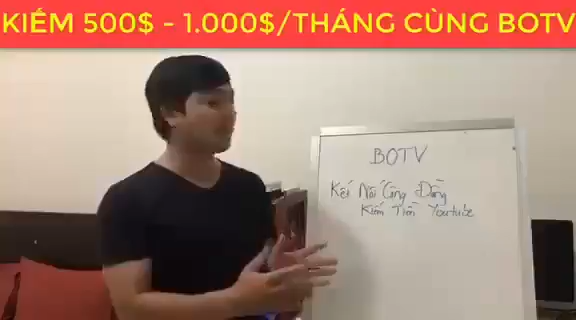 KIẾM 500$ - 1.000$/THÁNG CÙNG BOTV
BOTV
Kết Nối Cộng Đồng
Kiếm Tiền Youtube